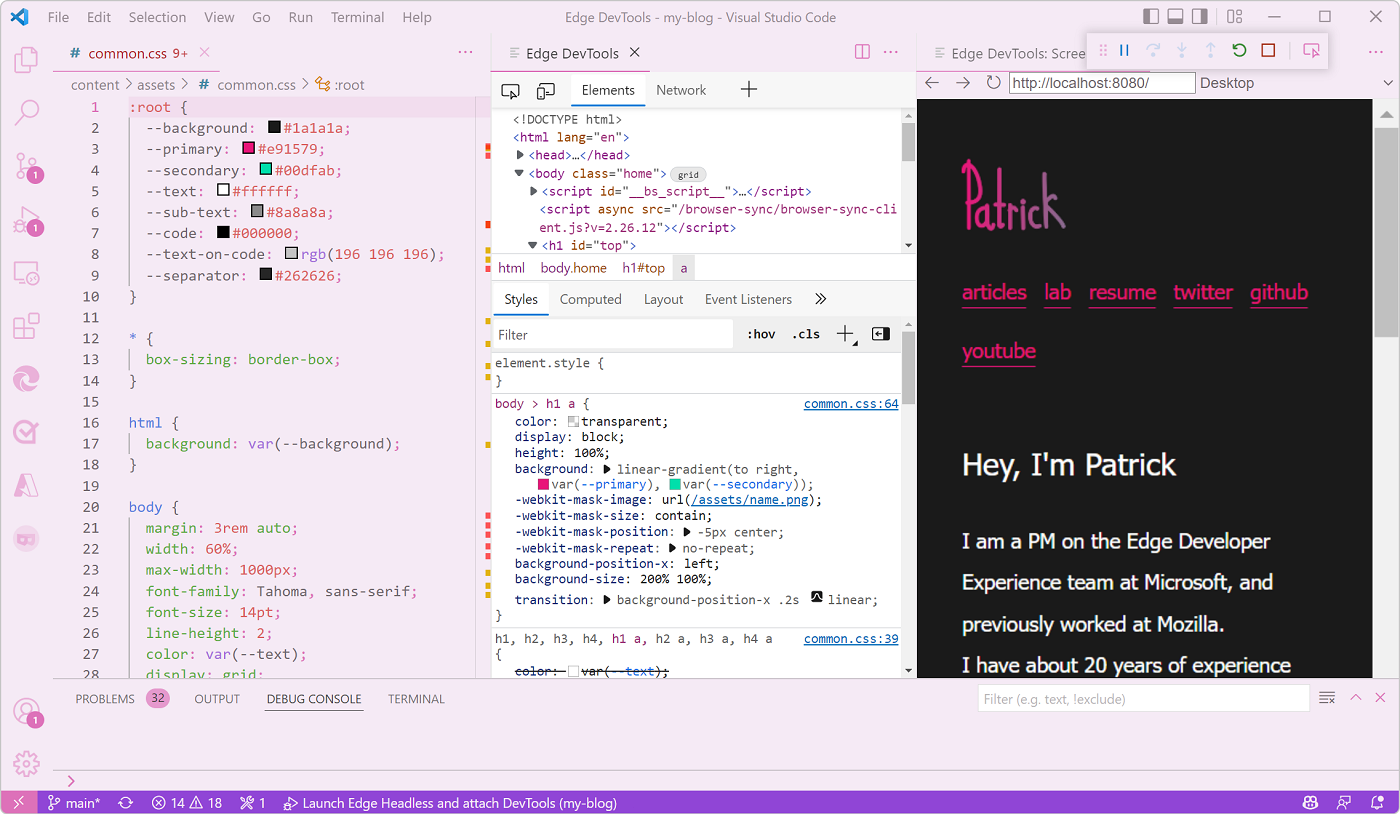 File Edit Selection View Go Run Terminal Help
Edge DevTools - my-blog - Visual Studio Code
# common.css 9+
content > assets > # common.css > :root
1 :root {
2 --background: #1a1a1a;
3 --primary: #e91579;
4 --secondary: #00dfab;
5 --text: #ffffff;
6 --sub-text: #8a8a8a;
7 --code: #000000;
8 --text-on-code: rgb(196 196 196);
9 --separator: #262626;
10 }
11
12 * {
13 box-sizing: border-box;
14 }
15
16 html {
17 background: var(--background);
18 }
19
20 body {
21 margin: 3rem auto;
22 width: 60%;
23 max-width: 1000px;
24 font-family: Tahoma, sans-serif;
25 font-size: 14pt;
26 line-height: 2;
27 color: var(--text);
28 display: grid;
1
1
1
Edge DevTools
Elements Network
<!DOCTYPE html>
<html lang="en">
<head>…</head>
<body class="home"> grid
<script id="__bs_script__">…</script>
<script async src="/browser-sync/browser-sync-cli
ent.js?v=2.26.12"></script>
<h1 id="top">
html body.home h1#top a
Styles Computed Layout Event Listeners
Filter :hov .cls
element.style {
}
body > h1 a { common.css:64
color: transparent;
display: block;
height: 100%;
background: linear-gradient(to right,
var(--primary), var(--secondary));
-webkit-mask-image: url(/assets/name.png);
-webkit-mask-size: contain;
-webkit-mask-position: -5px center;
-webkit-mask-repeat: no-repeat;
background-position-x: left;
background-size: 200% 100%;
transition: background-position-x .2s linear;
}
h1, h2, h3, h4, h1 a, h2 a, h3 a, h4 a common.css:39
{
color: var(--text);
Edge DevTools: Scree
http://localhost:8080/ Desktop
Patrick
articles lab resume twitter github
youtube
Hey, I'm Patrick
I am a PM on the Edge Developer
Experience team at Microsoft, and
previously worked at Mozilla.
I have about 20 years of experience
PROBLEMS 32 OUTPUT DEBUG CONSOLE TERMINAL
Filter (e.g. text, !exclude)
main* 14 18 1 Launch Edge Headless and attach DevTools (my-blog)